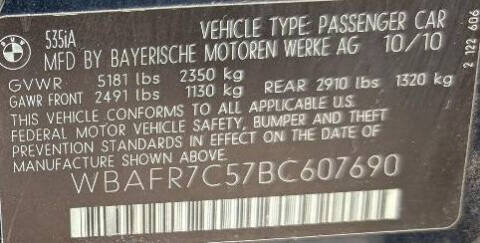 BMW
535iA VEHICLE TYPE: PASSENGER CAR
MFD BY BAYERISCHE MOTOREN WERKE AG 10/10
GVWR 5181 lbs 2350 kg
GAWR FRONT 2491 lbs 1130 kg REAR 2910 lbs 1320 kg
THIS VEHICLE CONFORMS TO ALL APPLICABLE U.S.
FEDERAL MOTOR VEHICLE SAFETY, BUMPER AND THEFT
PREVENTION STANDARDS IN EFFECT ON THE DATE OF
MANUFACTURE SHOWN ABOVE.
WBAFR7C57BC607690
2 122 606